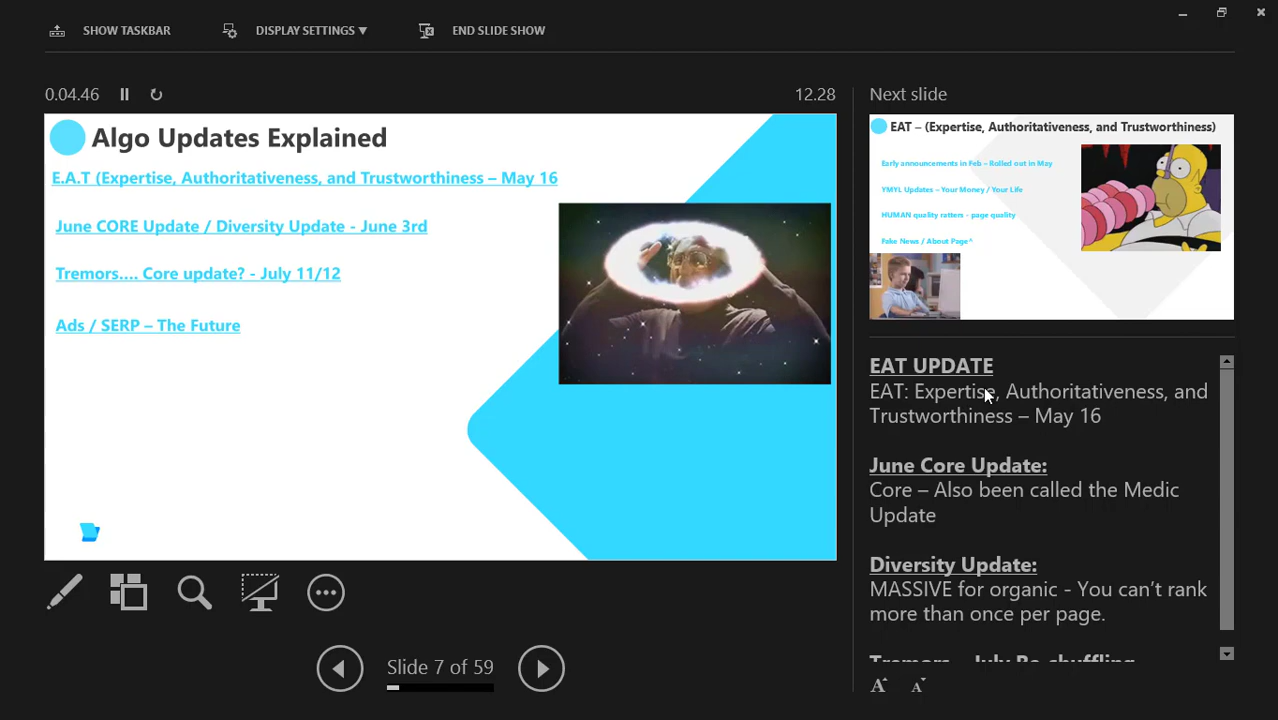 SHOW TASKBAR
DISPLAY SETTINGS ▼
END SLIDE SHOW
0.04.46
12.28
Next slide
Algo Updates Explained
E.A.T (Expertise, Authoritativeness, and Trustworthiness – May 16
June CORE Update / Diversity Update - June 3rd
Tremors.... Core update? - July 11/12
Ads / SERP – The Future
EAT – (Expertise, Authoritativeness, and Trustworthiness)
Early announcements in Feb – Rolled out in May
YMYL Updates – Your Money / Your Life
HUMAN quality ratters - page quality
Fake News / About Page^
EAT UPDATE
EAT: Expertise, Authoritativeness, and
Trustworthiness – May 16
June Core Update:
Core – Also been called the Medic
Update
Diversity Update:
MASSIVE for organic - You can't rank
more than once per page.
Tremors – July Re-shuffling
Slide 7 of 59
A A